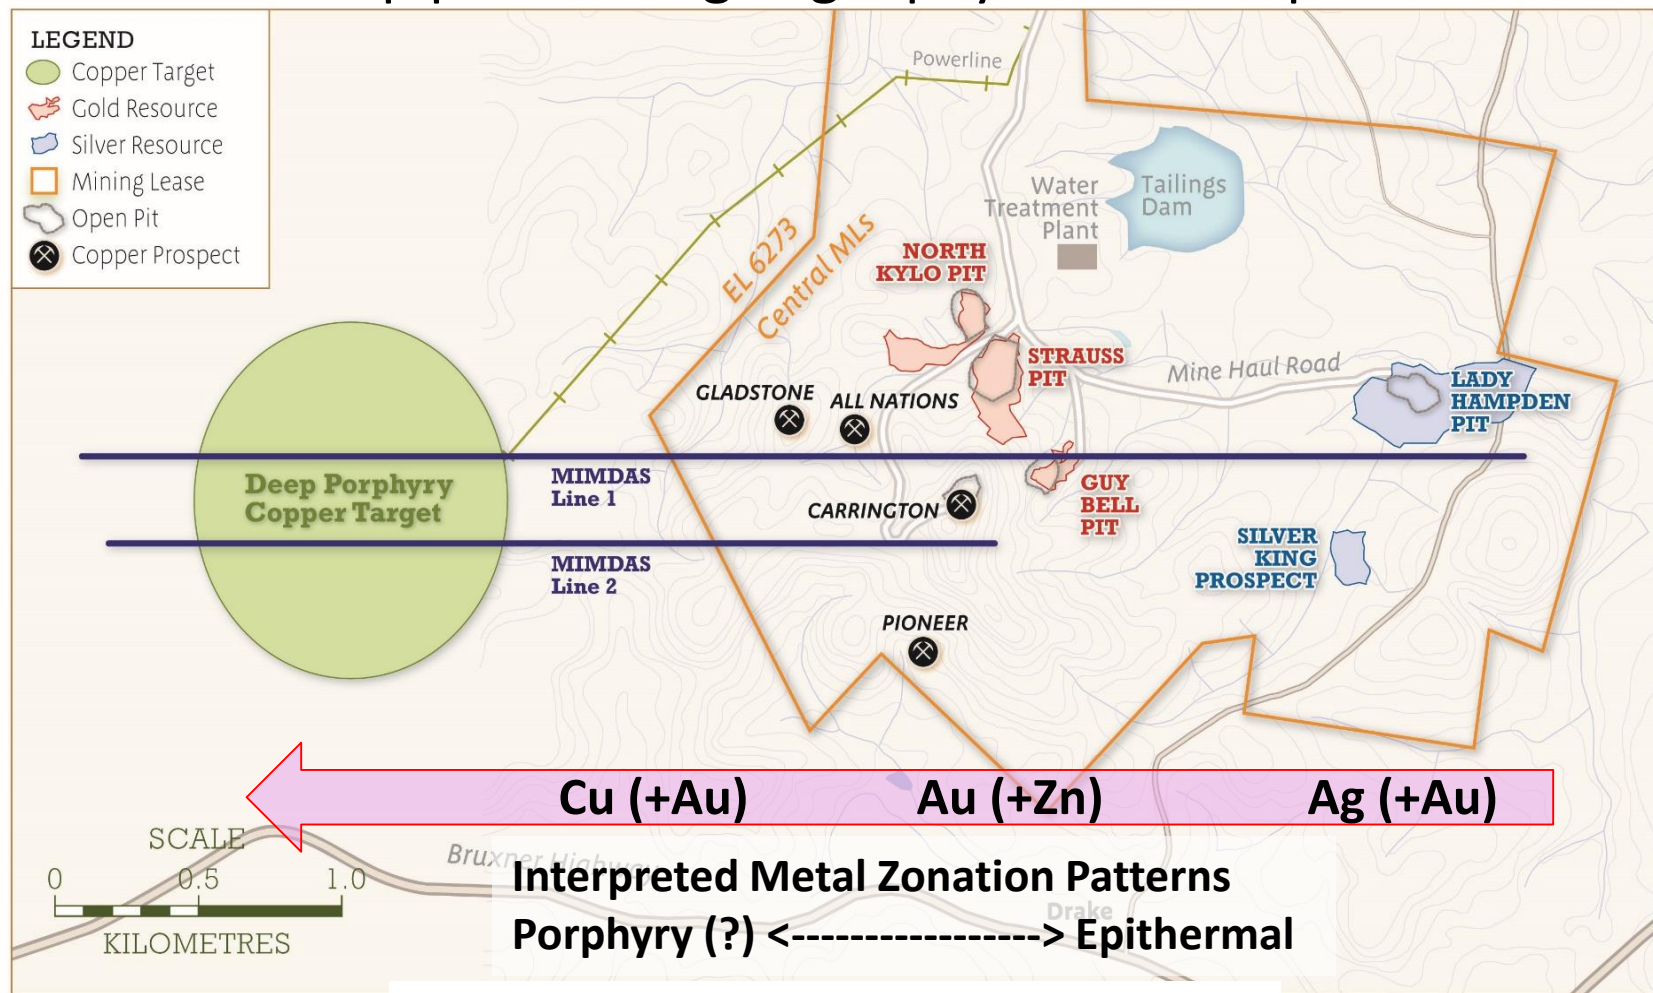 LEGEND
Copper Target
Gold Resource
Silver Resource
Mining Lease
Open Pit
Copper Prospect
Powerline
Water
Treatment
Plant
Tailings
Dam
EL 6273
Central MLs
NORTH
KYLO PIT
STRAUSS
PIT
Mine Haul Road
LADY
HAMPDEN
PIT
GLADSTONE
ALL NATIONS
Deep Porphyry
Copper Target
MIMDAS
Line 1
CARRINGTON
GUY
BELL
PIT
MIMDAS
Line 2
SILVER
KING
PROSPECT
PIONEER
Cu (+Au) Au (+Zn) Ag (+Au)
SCALE
0 0.5 1.0
KILOMETRES
Bruxner Highway
Interpreted Metal Zonation Patterns
Drake
Porphyry (?) <-----------------> Epithermal